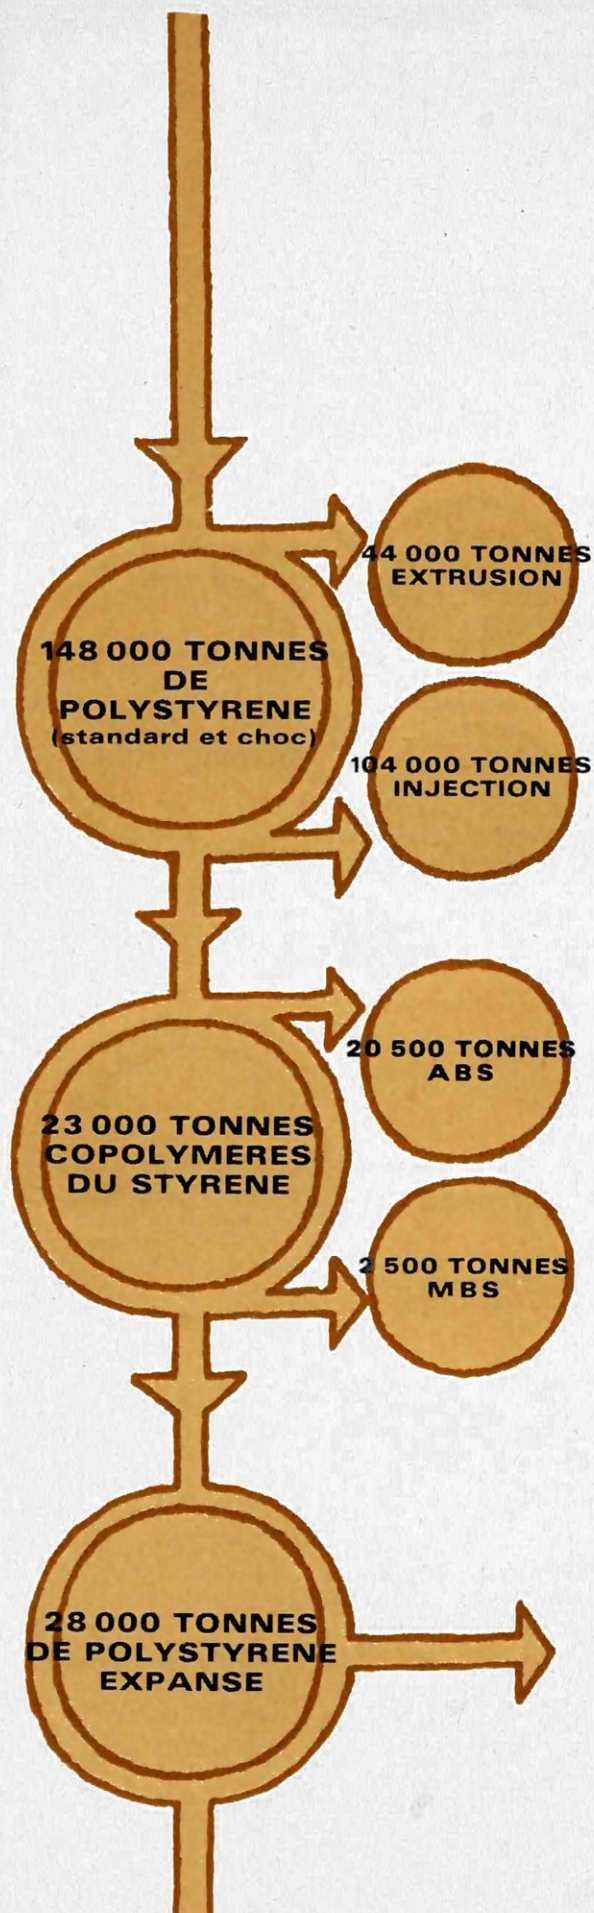 44 000 TONNES
EXTRUSION
148 000 TONNES
DE
POLYSTYRENE
(standard et choc)
104 000 TONNES
INJECTION
20 500 TONNES
ABS
23 000 TONNES
COPOLYMERES
DU STYRENE
2 500 TONNES
MBS
28 000 TONNES
DE POLYSTYRENE
EXPANSE